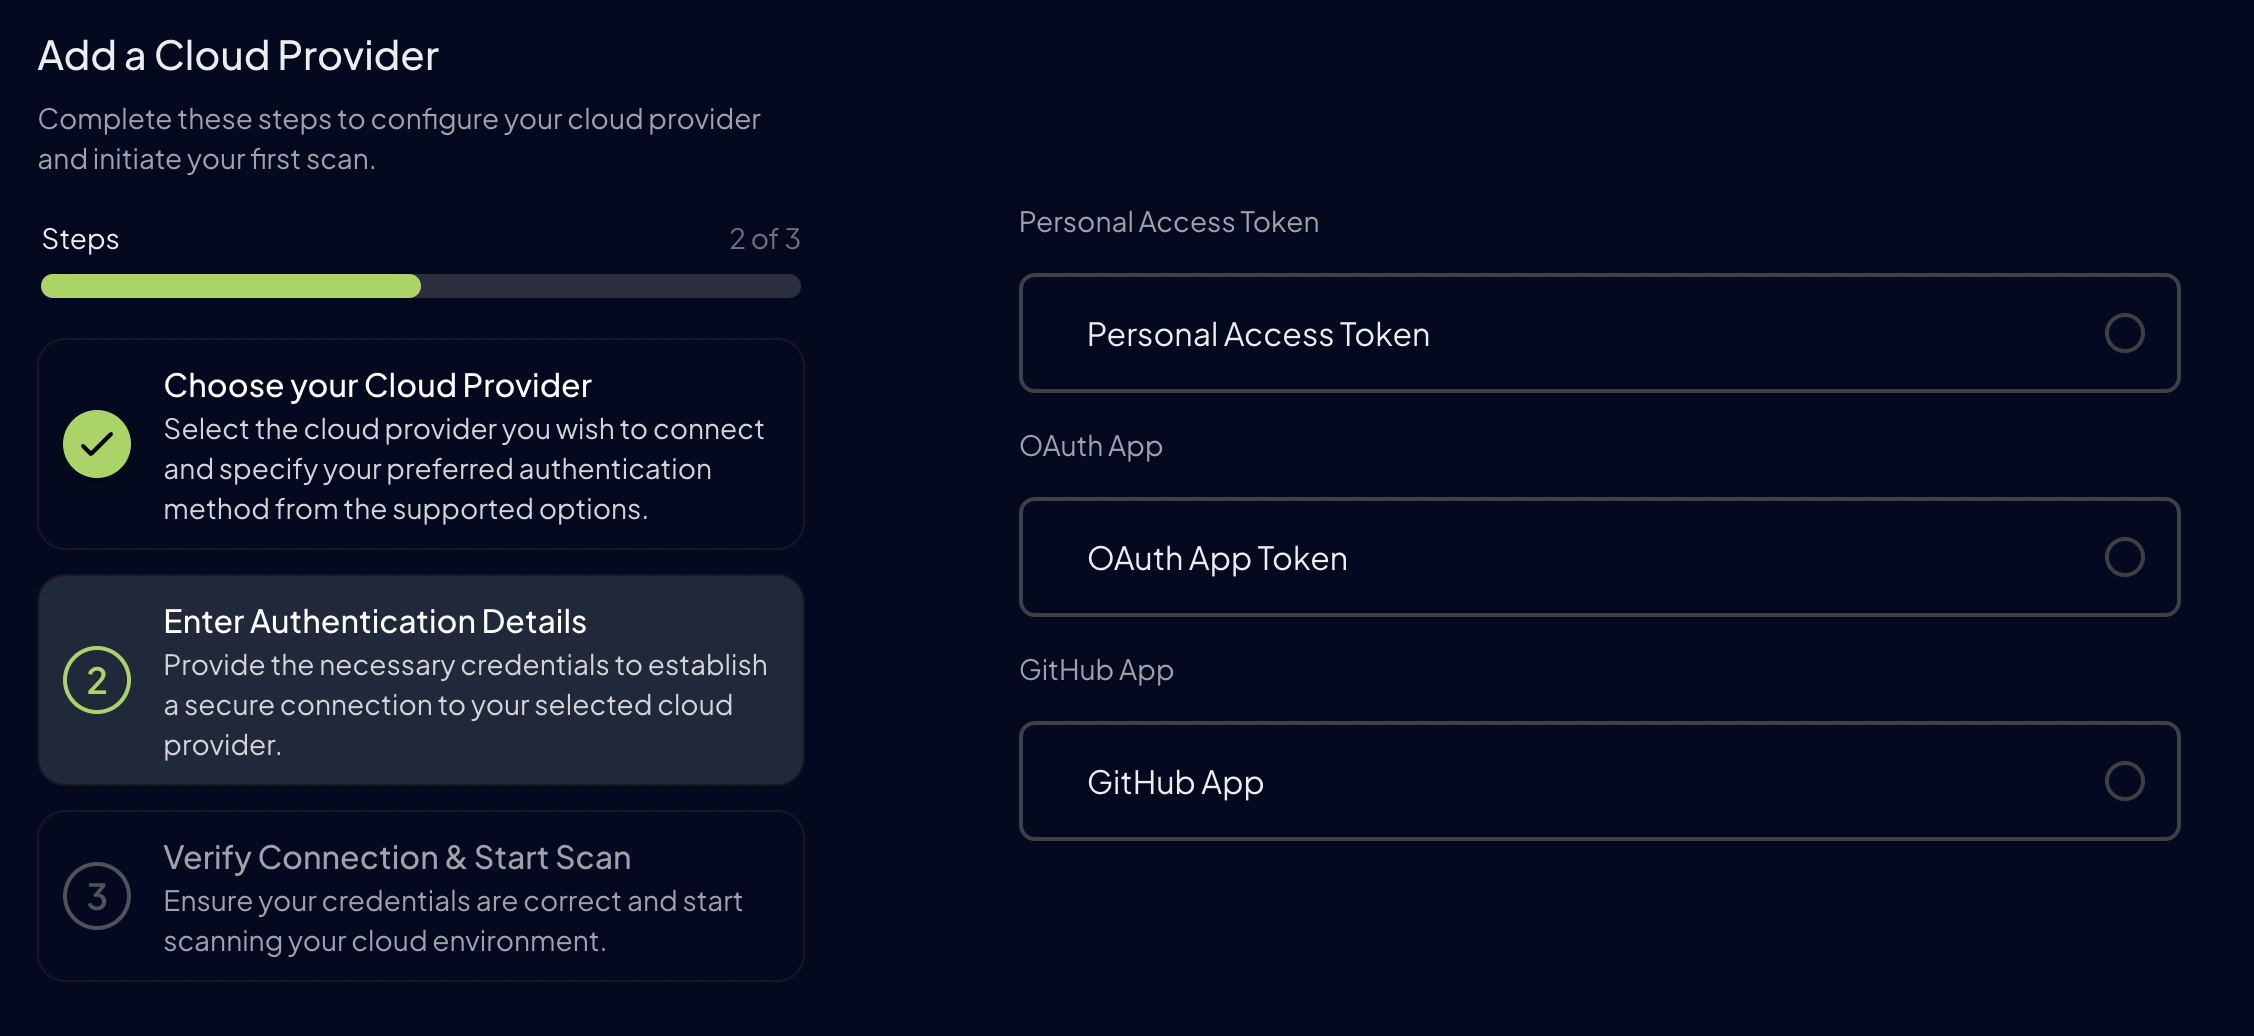 Add a Cloud Provider
Complete these steps to configure your cloud provider
and initiate your first scan.
Steps
2 of 3
Choose your Cloud Provider
Select the cloud provider you wish to connect
and specify your preferred authentication
method from the supported options.
2
Enter Authentication Details
Provide the necessary credentials to establish
a secure connection to your selected cloud
provider.
3
Verify Connection & Start Scan
Ensure your credentials are correct and start
scanning your cloud environment.
Personal Access Token
Personal Access Token
OAuth App
OAuth App Token
GitHub App
GitHub App